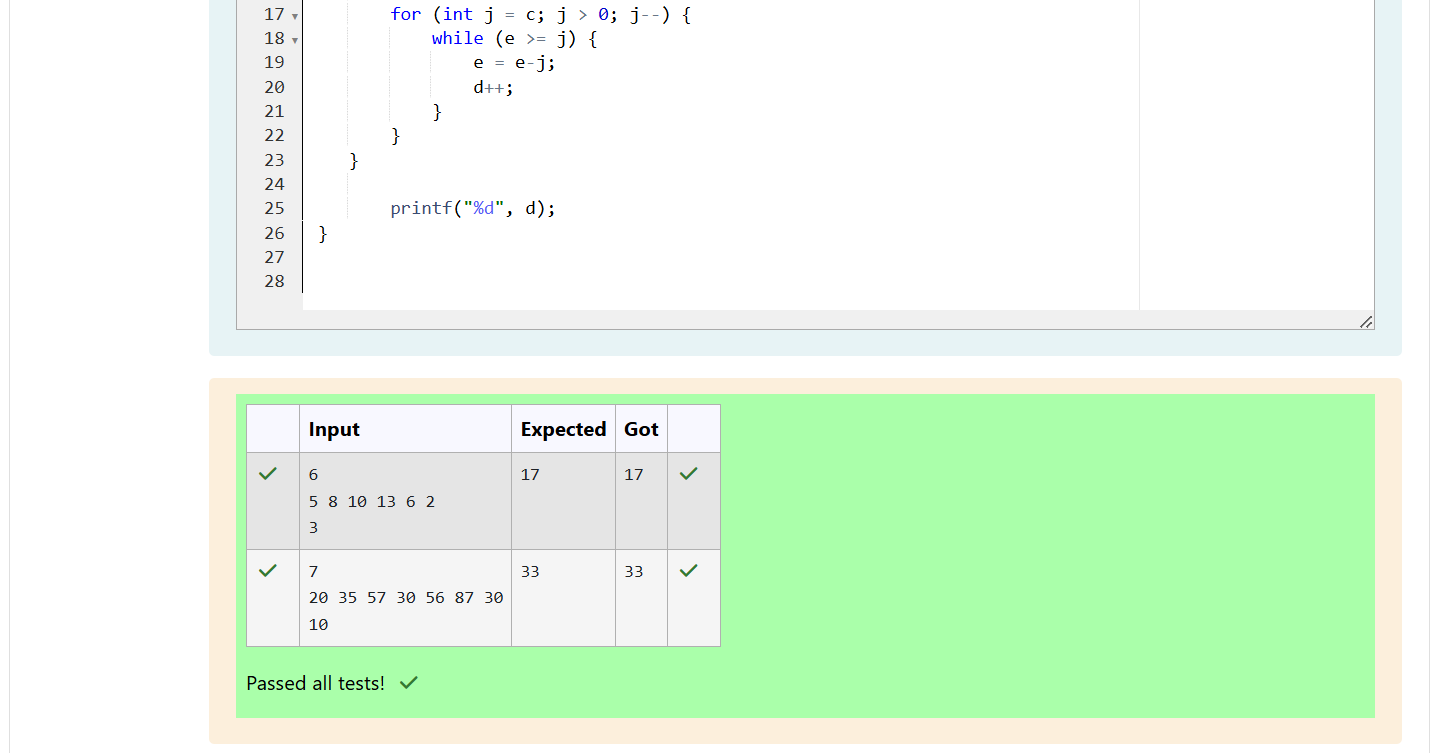 17 for (int j = c; j > 0; j--) {
18 while (e >= j) {
19 e = e-j;
20 d++;
21 }
22 }
23 }
24
25 printf("%d", d);
26 }
27
28
Input Expected Got
6 17 17
5 8 10 13 6 2
3
7 33 33
20 35 57 30 56 87 30
10
Passed all tests!